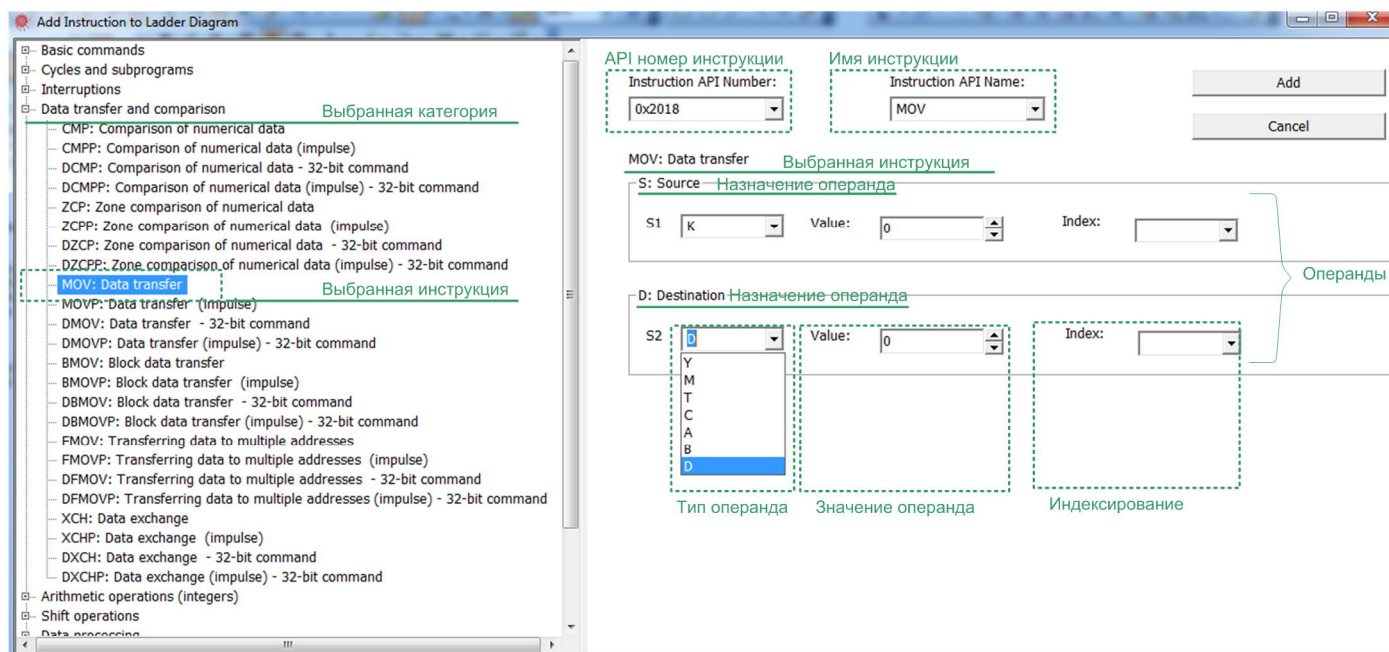 Add Instruction to Ladder Diagram
Basic commands
Cycles and subprograms
Interruptions
Data transfer and comparison
Выбранная категория
CMP: Comparison of numerical data
CMPP: Comparison of numerical data (impulse)
DCMP: Comparison of numerical data - 32-bit command
DCMPP: Comparison of numerical data (impulse) - 32-bit command
ZCP: Zone comparison of numerical data
ZCPP: Zone comparison of numerical data (impulse)
DZCP: Zone comparison of numerical data - 32-bit command
DZCPP: Zone comparison of numerical data (impulse) - 32-bit command
MOV: Data transfer
Выбранная инструкция
MOVP: Data transfer (impulse)
DMOV: Data transfer - 32-bit command
DMOVP: Data transfer (impulse) - 32-bit command
BMOV: Block data transfer
BMOVP: Block data transfer (impulse)
DBMOV: Block data transfer - 32-bit command
DBMOVP: Block data transfer (impulse) - 32-bit command
FMOV: Transferring data to multiple addresses
FMOVP: Transferring data to multiple addresses (impulse)
DFMOV: Transferring data to multiple addresses - 32-bit command
DFMOVP: Transferring data to multiple addresses (impulse) - 32-bit command
XCH: Data exchange
XCHP: Data exchange (impulse)
DXCH: Data exchange - 32-bit command
DXCHP: Data exchange (impulse) - 32-bit command
Arithmetic operations (integers)
Shift operations
Data processing
API номер инструкции
Имя инструкции
Instruction API Number:
Instruction API Name:
Add
0x2018
MOV
Cancel
MOV: Data transfer
Выбранная инструкция
S: Source
Назначение операнда
S1
K
Value:
0
Index:
Операнды
D: Destination
Назначение операнда
S2
D
Value:
0
Index:
Y
M
T
C
A
B
D
Тип операнда
Значение операнда
Индексирование